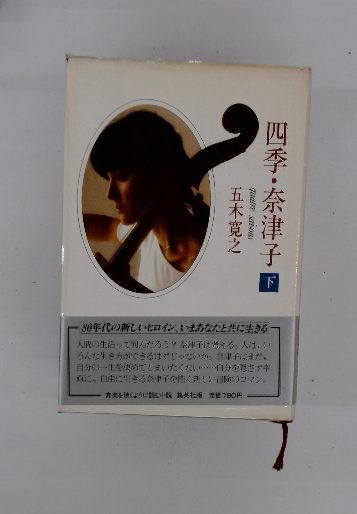 四季・奈津子
下
Quatre saisons
五木寛之
80年代の新しいヒロイン、いまあなたと共に生きる
人間の生活って何んだろう？奈津子は考える。人は、い
ろんな生き方ができるはずじゃないか。奈津子にまだ、
自分の一生を決めてしまいたくない……自分を隠さず率
直に、自由に生きる奈津子を描く新しい冒険のロマン。
音楽を聴くように読む小説 集英社版 定価780円